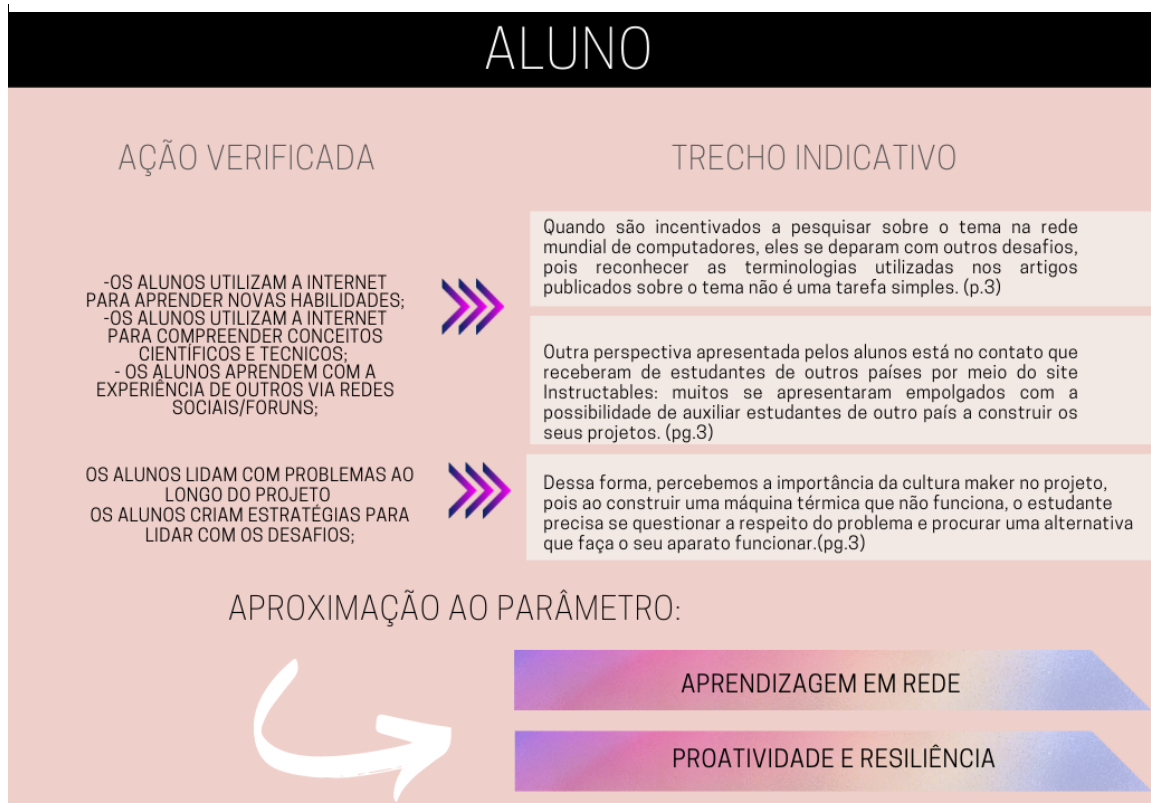 ALUNO
AÇÃO VERIFICADA
TRECHO INDICATIVO
-OS ALUNOS UTILIZAM A INTERNET
PARA APRENDER NOVAS HABILIDADES;
-OS ALUNOS UTILIZAM A INTERNET
PARA COMPREENDER CONCEITOS
CIENTÍFICOS E TECNICOS;
- OS ALUNOS APRENDEM COM A
EXPERIÊNCIA DE OUTROS VIA REDES
SOCIAIS/FORUNS;
Quando são incentivados a pesquisar sobre o tema na rede
mundial de computadores, eles se deparam com outros desafios,
pois reconhecer as terminologias utilizadas nos artigos
publicados sobre o tema não é uma tarefa simples. (p.3)
Outra perspectiva apresentada pelos alunos está no contato que
receberam de estudantes de outros países por meio do site
Instructables: muitos se apresentaram empolgados com a
possibilidade de auxiliar estudantes de outro país a construir os
seus projetos. (pg.3)
OS ALUNOS LIDAM COM PROBLEMAS AO
LONGO DO PROJETO
OS ALUNOS CRIAM ESTRATÉGIAS PARA
LIDAR COM OS DESAFIOS;
Dessa forma, percebemos a importância da cultura maker no projeto,
pois ao construir uma máquina térmica que não funciona, o estudante
precisa se questionar a respeito do problema e procurar uma alternativa
que faça o seu aparato funcionar.(pg.3)
APROXIMAÇÃO AO PARÂMETRO:
APRENDIZAGEM EM REDE
PROATIVIDADE E RESILIÊNCIA